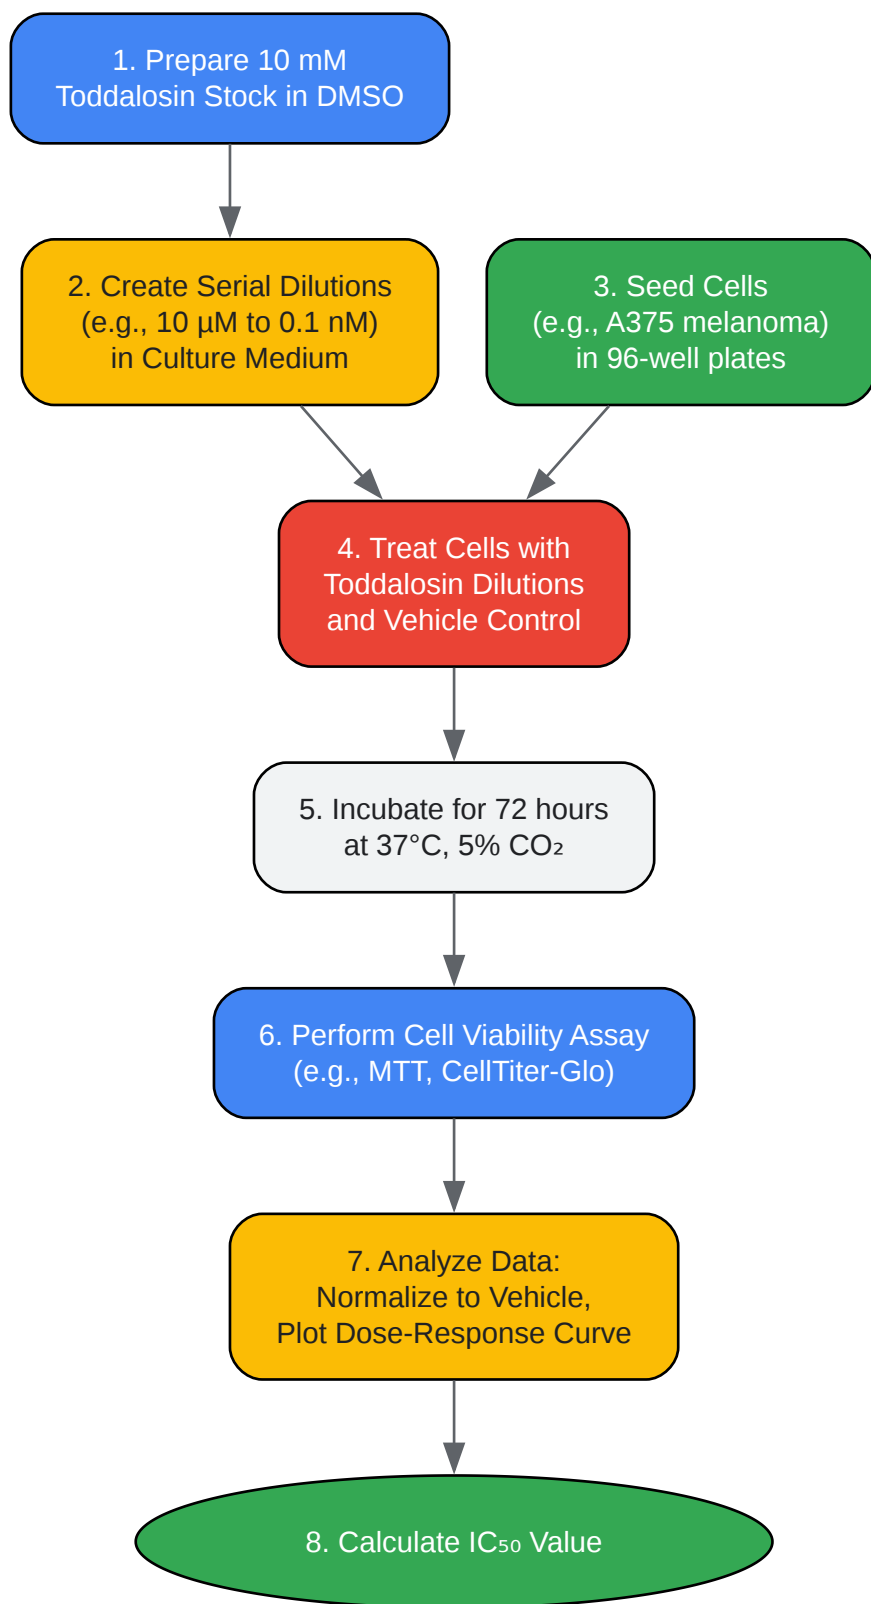 1. Prepare 10 mM
Toddalosin Stock in DMSO
2. Create Serial Dilutions
(e.g., 10 µM to 0.1 nM)
in Culture Medium
3. Seed Cells
(e.g., A375 melanoma)
in 96-well plates
4. Treat Cells with
Toddalosin Dilutions
and Vehicle Control
5. Incubate for 72 hours
at 37°C, 5% CO₂
6. Perform Cell Viability Assay
(e.g., MTT, CellTiter-Glo)
7. Analyze Data:
Normalize to Vehicle,
Plot Dose-Response Curve
8. Calculate IC₅₀ Value